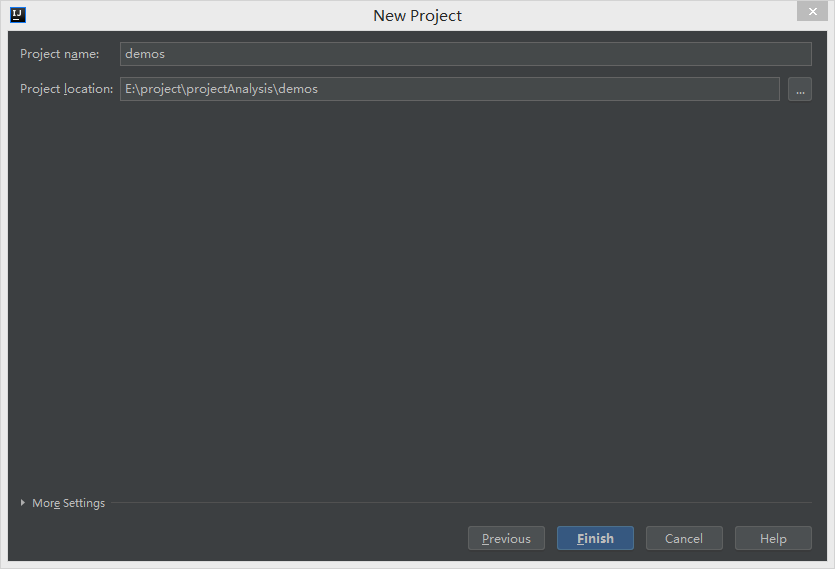 IJ
New Project
Project name: demos
Project location: E:\project\projectAnalysis\demos ...
More Settings
Previous Finish Cancel Help